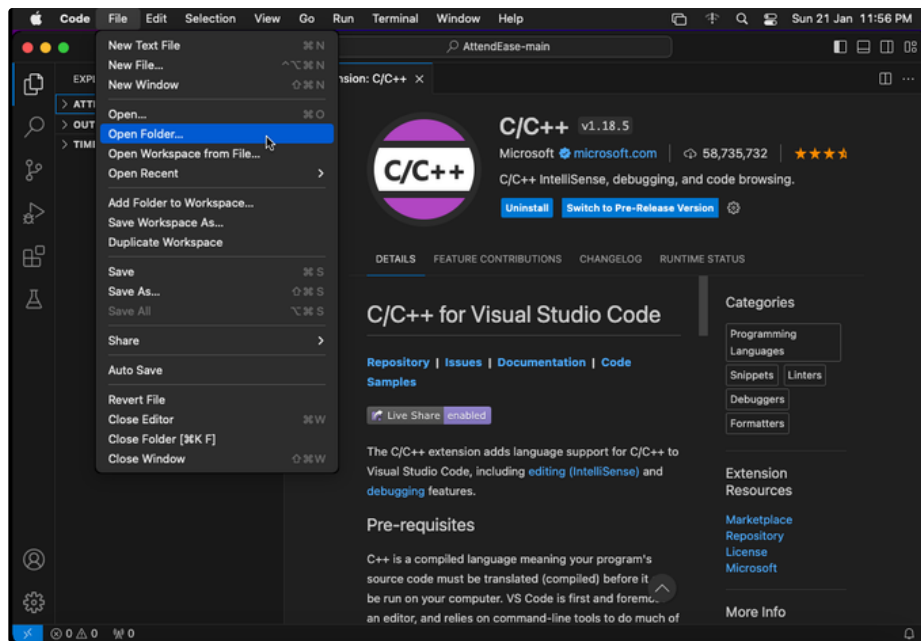 Code File Edit Selection View Go Run Terminal Window Help Sun 21 Jan 11:56 PM
AttendEase-main
New Text File ⌘ N
New File... ^⌥⌘ N
New Window ⇧⌘ N
Open... ⌘ O
Open Folder...
Open Workspace from File...
Open Recent
Add Folder to Workspace...
Save Workspace As...
Duplicate Workspace
Save ⌘ S
Save As... ⇧⌘ S
Save All ⌥⌘ S
Share
Auto Save
Revert File
Close Editor ⌘W
Close Folder [⌘K F]
Close Window ⇧⌘W
EXPL
ATT
OUT
TIMI
nsion: C/C++
C/C++
C/C++ v1.18.5
Microsoft microsoft.com 58,735,732
C/C++ IntelliSense, debugging, and code browsing.
Uninstall Switch to Pre-Release Version
DETAILS FEATURE CONTRIBUTIONS CHANGELOG RUNTIME STATUS
C/C++ for Visual Studio Code
Repository | Issues | Documentation | Code
Samples
Live Share enabled
The C/C++ extension adds language support for C/C++ to
Visual Studio Code, including editing (IntelliSense) and
debugging features.
Pre-requisites
C++ is a compiled language meaning your program's
source code must be translated (compiled) before it
be run on your computer. VS Code is first and foremo
an editor, and relies on command-line tools to do much of
Categories
Programming
Languages
Snippets Linters
Debuggers
Formatters
Extension
Resources
Marketplace
Repository
License
Microsoft
More Info
0 0 0